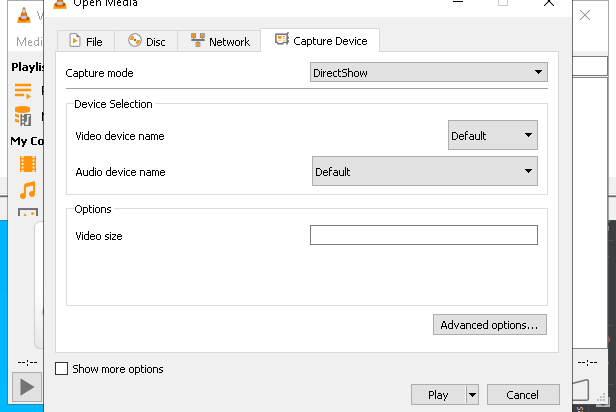 Open Media
Medi
File
Disc
Network
Capture Device
Playlis
My Co
Capture mode
DirectShow
Device Selection
Video device name
Default
Audio device name
Default
Options
Video size
Advanced options...
--:--
--:--
Show more options
Play
Cancel